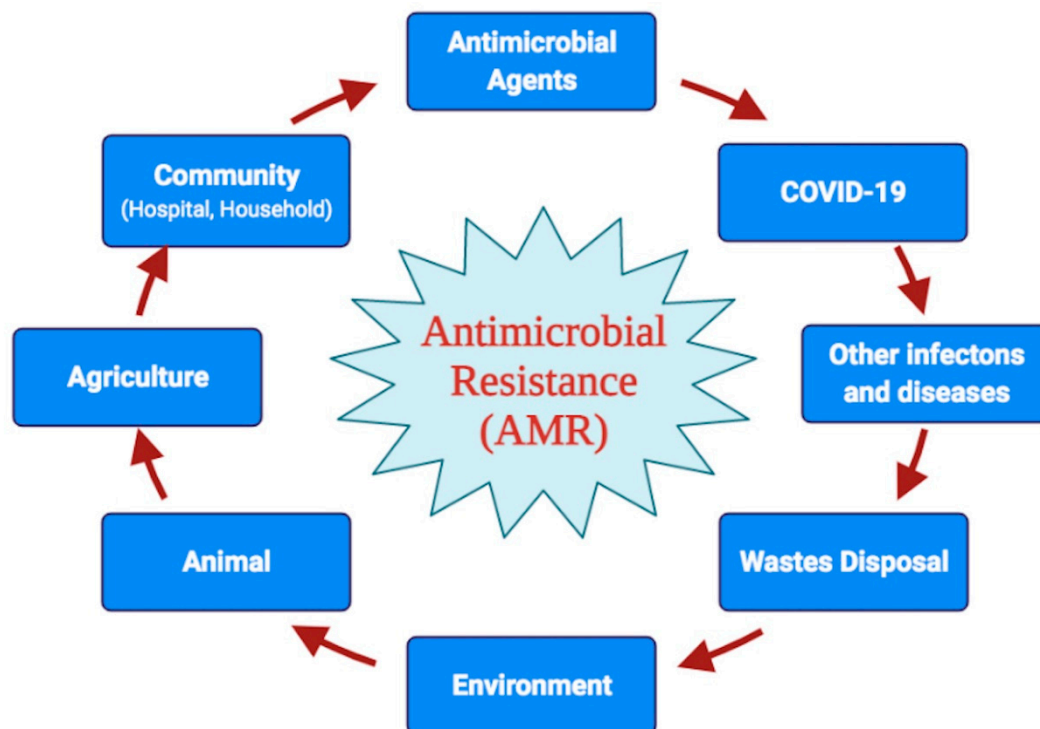 Antimicrobial
Agents
COVID-19
Other infectons
and diseases
Wastes Disposal
Environment
Animal
Agriculture
Community
(Hospital, Household)
Antimicrobial
Resistance
(AMR)